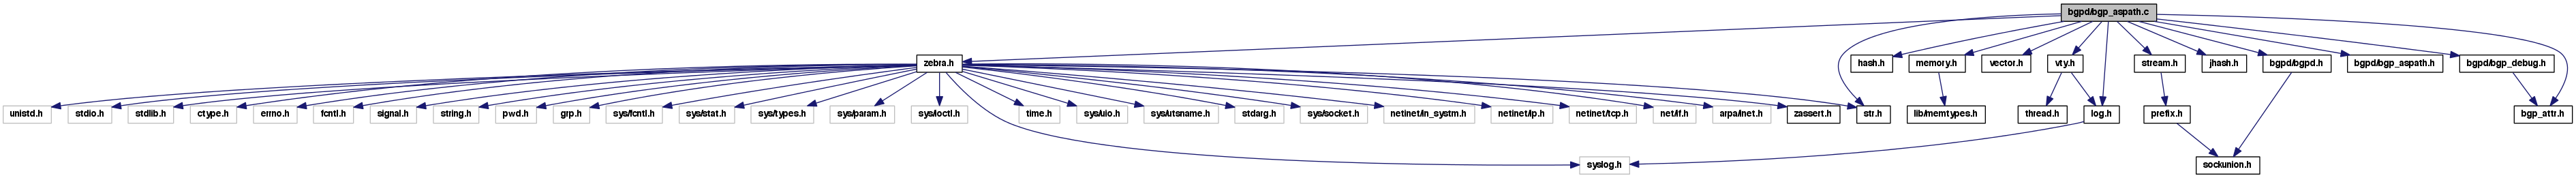 bgpd/bgp_aspath.c
zebra.h
hash.h
memory.h
vector.h
vty.h
stream.h
jhash.h
bgpd/bgpd.h
bgpd/bgp_aspath.h
bgpd/bgp_debug.h
unistd.h
stdio.h
stdlib.h
ctype.h
errno.h
fcntl.h
signal.h
string.h
pwd.h
grp.h
sys/fcntl.h
sys/stat.h
sys/types.h
sys/param.h
sys/ioctl.h
time.h
sys/uio.h
sys/utsname.h
stdarg.h
sys/socket.h
netinet/in_systm.h
netinet/ip.h
netinet/tcp.h
net/if.h
arpa/inet.h
zassert.h
str.h
lib/memtypes.h
thread.h
log.h
prefix.h
bgp_attr.h
syslog.h
sockunion.h